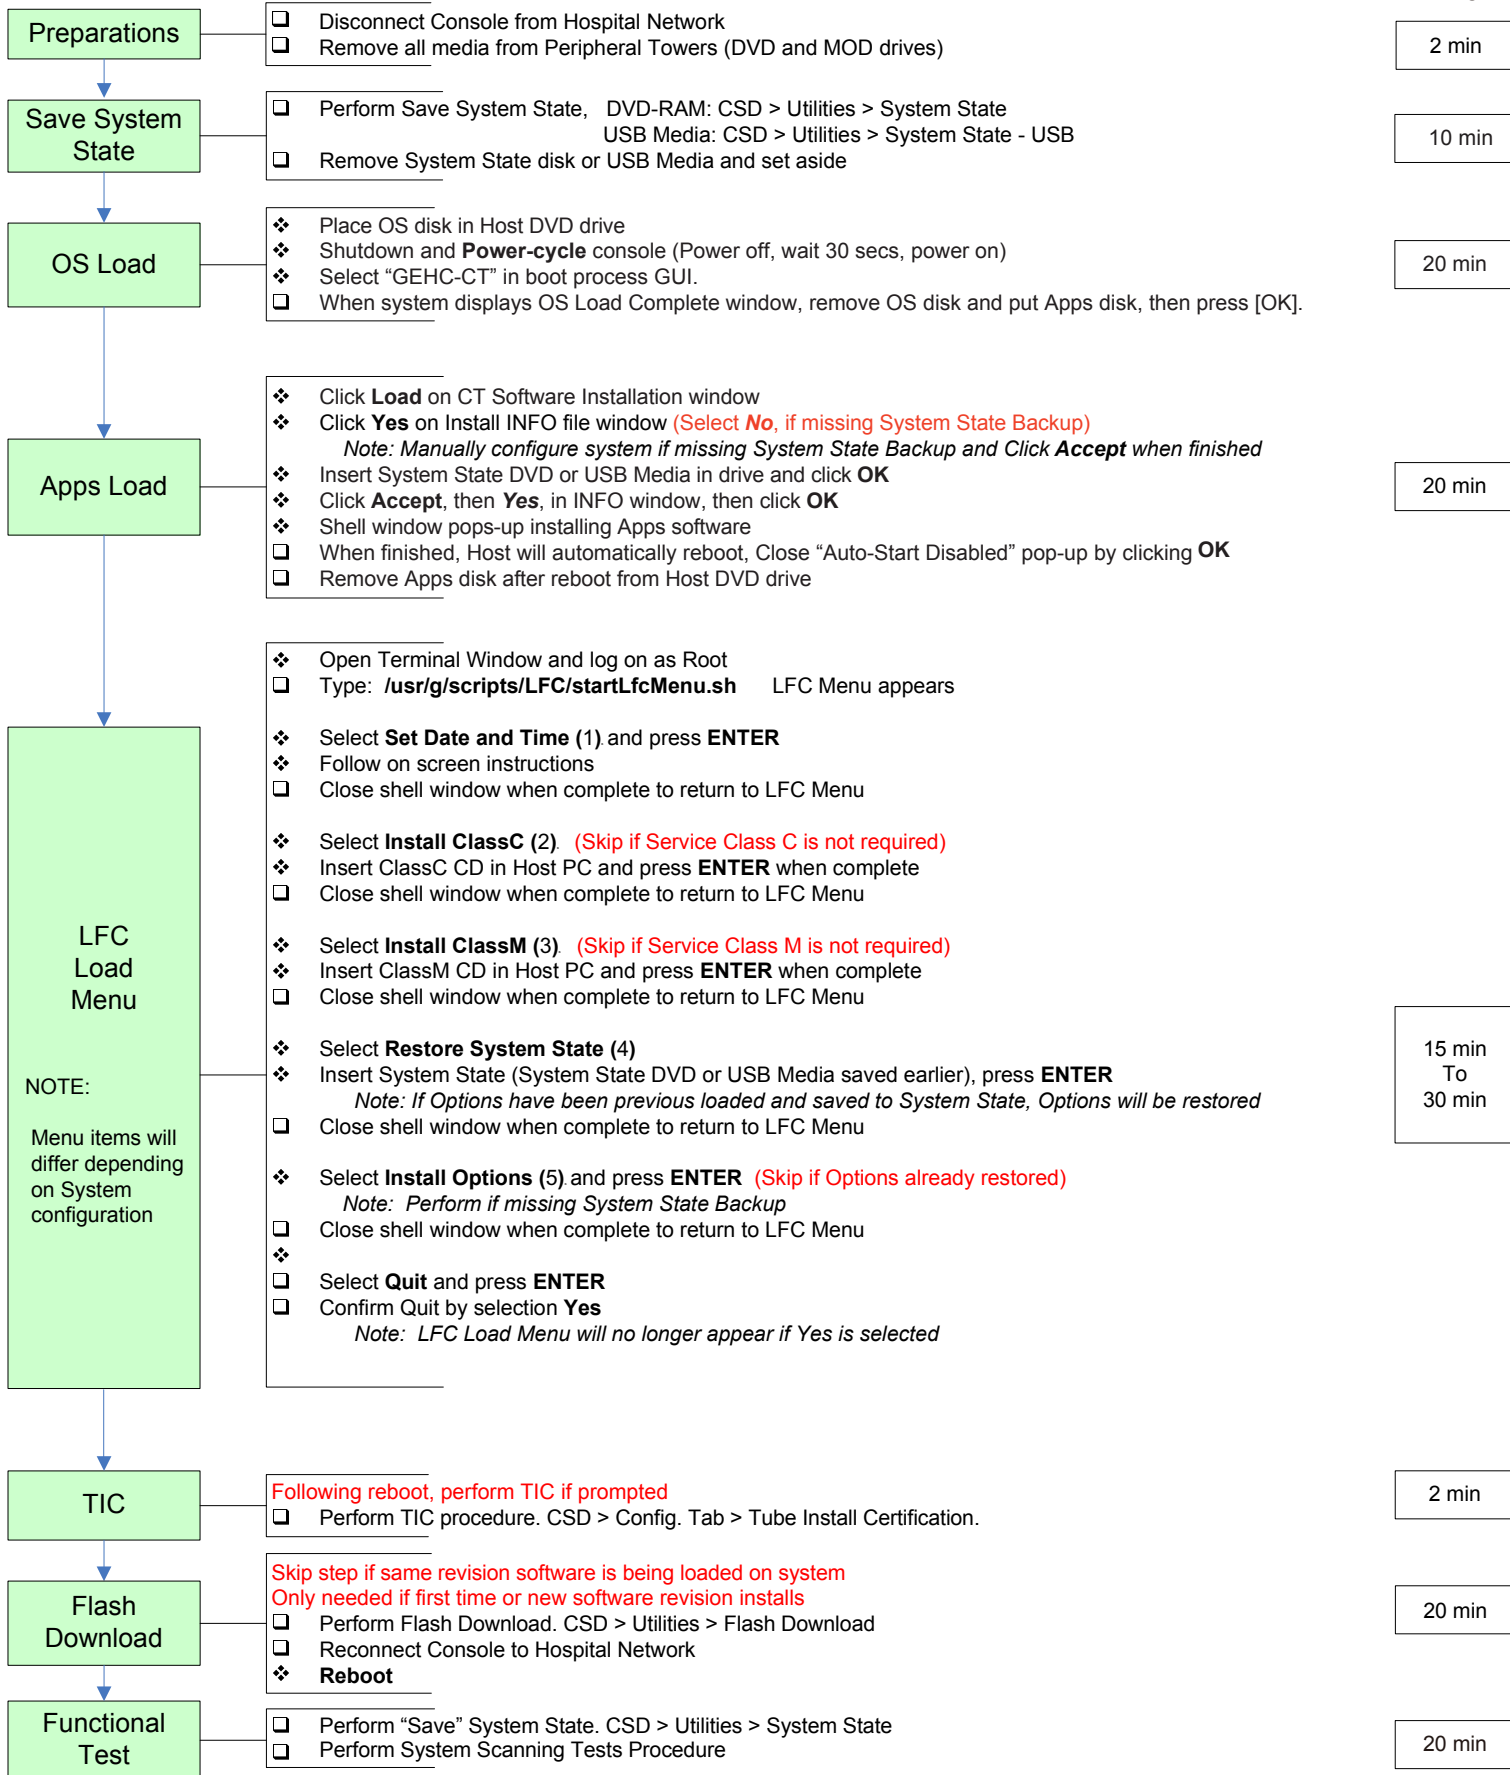 Preparations
Disconnect Console from Hospital Network
Remove all media from Peripheral Towers (DVD and MOD drives)
2 min
Save System
State
Perform Save System State, DVD-RAM: CSD > Utilities > System State
USB Media: CSD > Utilities > System State - USB
Remove System State disk or USB Media and set aside
10 min
OS Load
Place OS disk in Host DVD drive
Shutdown and Power-cycle console (Power off, wait 30 secs, power on)
Select “GEHC-CT” in boot process GUI.
When system displays OS Load Complete window, remove OS disk and put Apps disk, then press [OK].
20 min
Apps Load
Click Load on CT Software Installation window
Click Yes on Install INFO file window (Select No, if missing System State Backup)
Note: Manually configure system if missing System State Backup and Click Accept when finished
Insert System State DVD or USB Media in drive and click OK
Click Accept, then Yes, in INFO window, then click OK
Shell window pops-up installing Apps software
When finished, Host will automatically reboot, Close “Auto-Start Disabled” pop-up by clicking OK
Remove Apps disk after reboot from Host DVD drive
20 min
LFC
Load
Menu
NOTE:
Menu items will
differ depending
on System
configuration
Open Terminal Window and log on as Root
Type: /usr/g/scripts/LFC/startLfcMenu.sh LFC Menu appears
Select Set Date and Time (1) and press ENTER
Follow on screen instructions
Close shell window when complete to return to LFC Menu
Select Install ClassC (2). (Skip if Service Class C is not required)
Insert ClassC CD in Host PC and press ENTER when complete
Close shell window when complete to return to LFC Menu
Select Install ClassM (3). (Skip if Service Class M is not required)
Insert ClassM CD in Host PC and press ENTER when complete
Close shell window when complete to return to LFC Menu
Select Restore System State (4)
Insert System State (System State DVD or USB Media saved earlier), press ENTER
Note: If Options have been previous loaded and saved to System State, Options will be restored
Close shell window when complete to return to LFC Menu
Select Install Options (5) and press ENTER (Skip if Options already restored)
Note: Perform if missing System State Backup
Close shell window when complete to return to LFC Menu
Select Quit and press ENTER
Confirm Quit by selection Yes
Note: LFC Load Menu will no longer appear if Yes is selected
15 min
To
30 min
TIC
Following reboot, perform TIC if prompted
Perform TIC procedure. CSD > Config. Tab > Tube Install Certification.
2 min
Flash
Download
Skip step if same revision software is being loaded on system
Only needed if first time or new software revision installs
Perform Flash Download. CSD > Utilities > Flash Download
Reconnect Console to Hospital Network
Reboot
20 min
Functional
Test
Perform “Save” System State. CSD > Utilities > System State
Perform System Scanning Tests Procedure
20 min